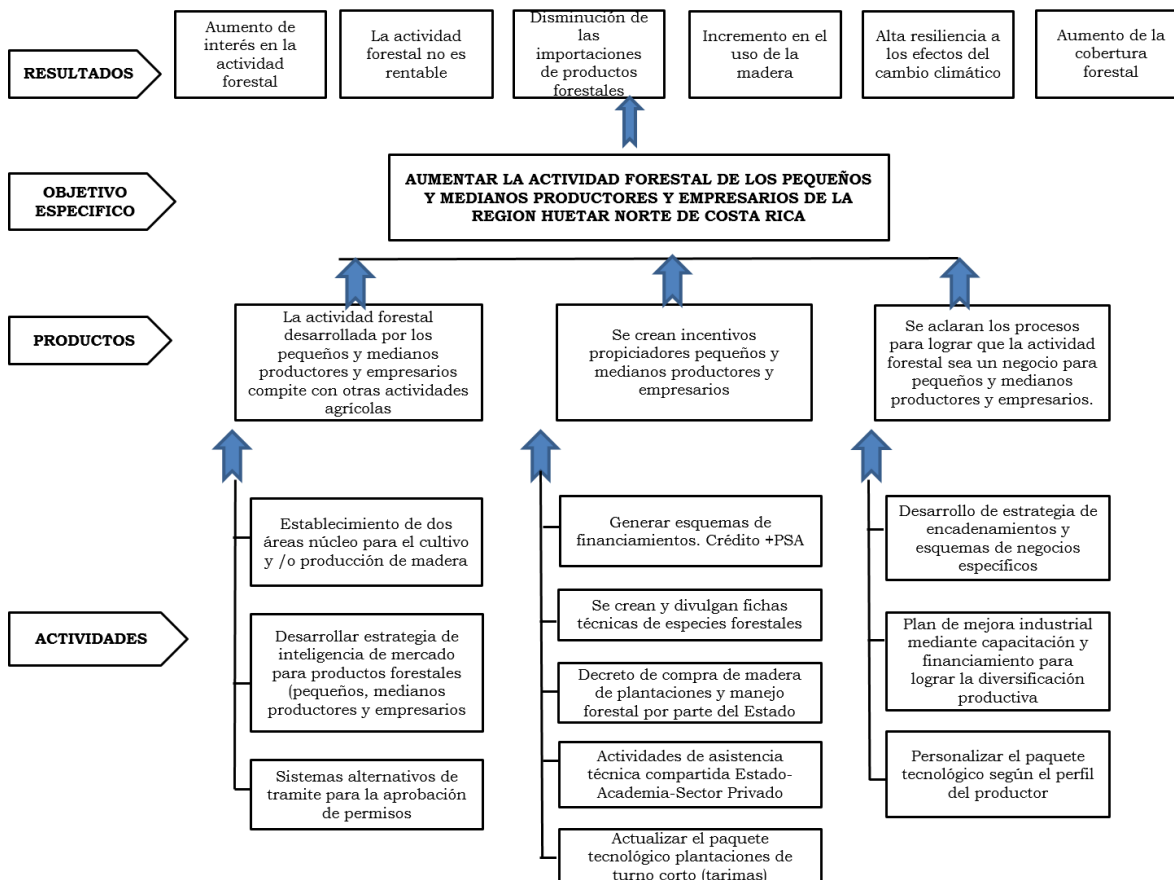 RESULTADOS
Aumento de
interés en la
actividad
forestal
La actividad
forestal no es
rentable
Disminución de
las
importaciones
de productos
forestales
Incremento en el
uso de la
madera
Alta resiliencia a
los efectos del
cambio climático
Aumento de la
cobertura
forestal
OBJETIVO
ESPECIFICO
AUMENTAR LA ACTIVIDAD FORESTAL DE LOS PEQUEÑOS
Y MEDIANOS PRODUCTORES Y EMPRESARIOS DE LA
REGION HUETAR NORTE DE COSTA RICA
PRODUCTOS
La actividad forestal
desarrollada por los
pequeños y medianos
productores y empresarios
compite con otras actividades
agrícolas
Se crean incentivos
propiciadores pequeños y
medianos productores y
empresarios
Se aclaran los procesos
para lograr que la actividad
forestal sea un negocio para
pequeños y medianos
productores y empresarios.
ACTIVIDADES
Establecimiento de dos
áreas núcleo para el cultivo
y /o producción de madera
Desarrollar estrategia de
inteligencia de mercado
para productos forestales
(pequeños, medianos
productores y empresarios
Sistemas alternativos de
tramite para la aprobación
de permisos
Generar esquemas de
financiamientos. Crédito +PSA
Se crean y divulgan fichas
técnicas de especies forestales
Decreto de compra de madera
de plantaciones y manejo
forestal por parte del Estado
Actividades de asistencia
técnica compartida Estado-
Academia-Sector Privado
Actualizar el paquete
tecnológico plantaciones de
turno corto (tarimas)
Desarrollo de estrategia de
encadenamientos y
esquemas de negocios
específicos
Plan de mejora industrial
mediante capacitación y
financiamiento para
lograr la diversificación
productiva
Personalizar el paquete
tecnológico según el perfil
del productor